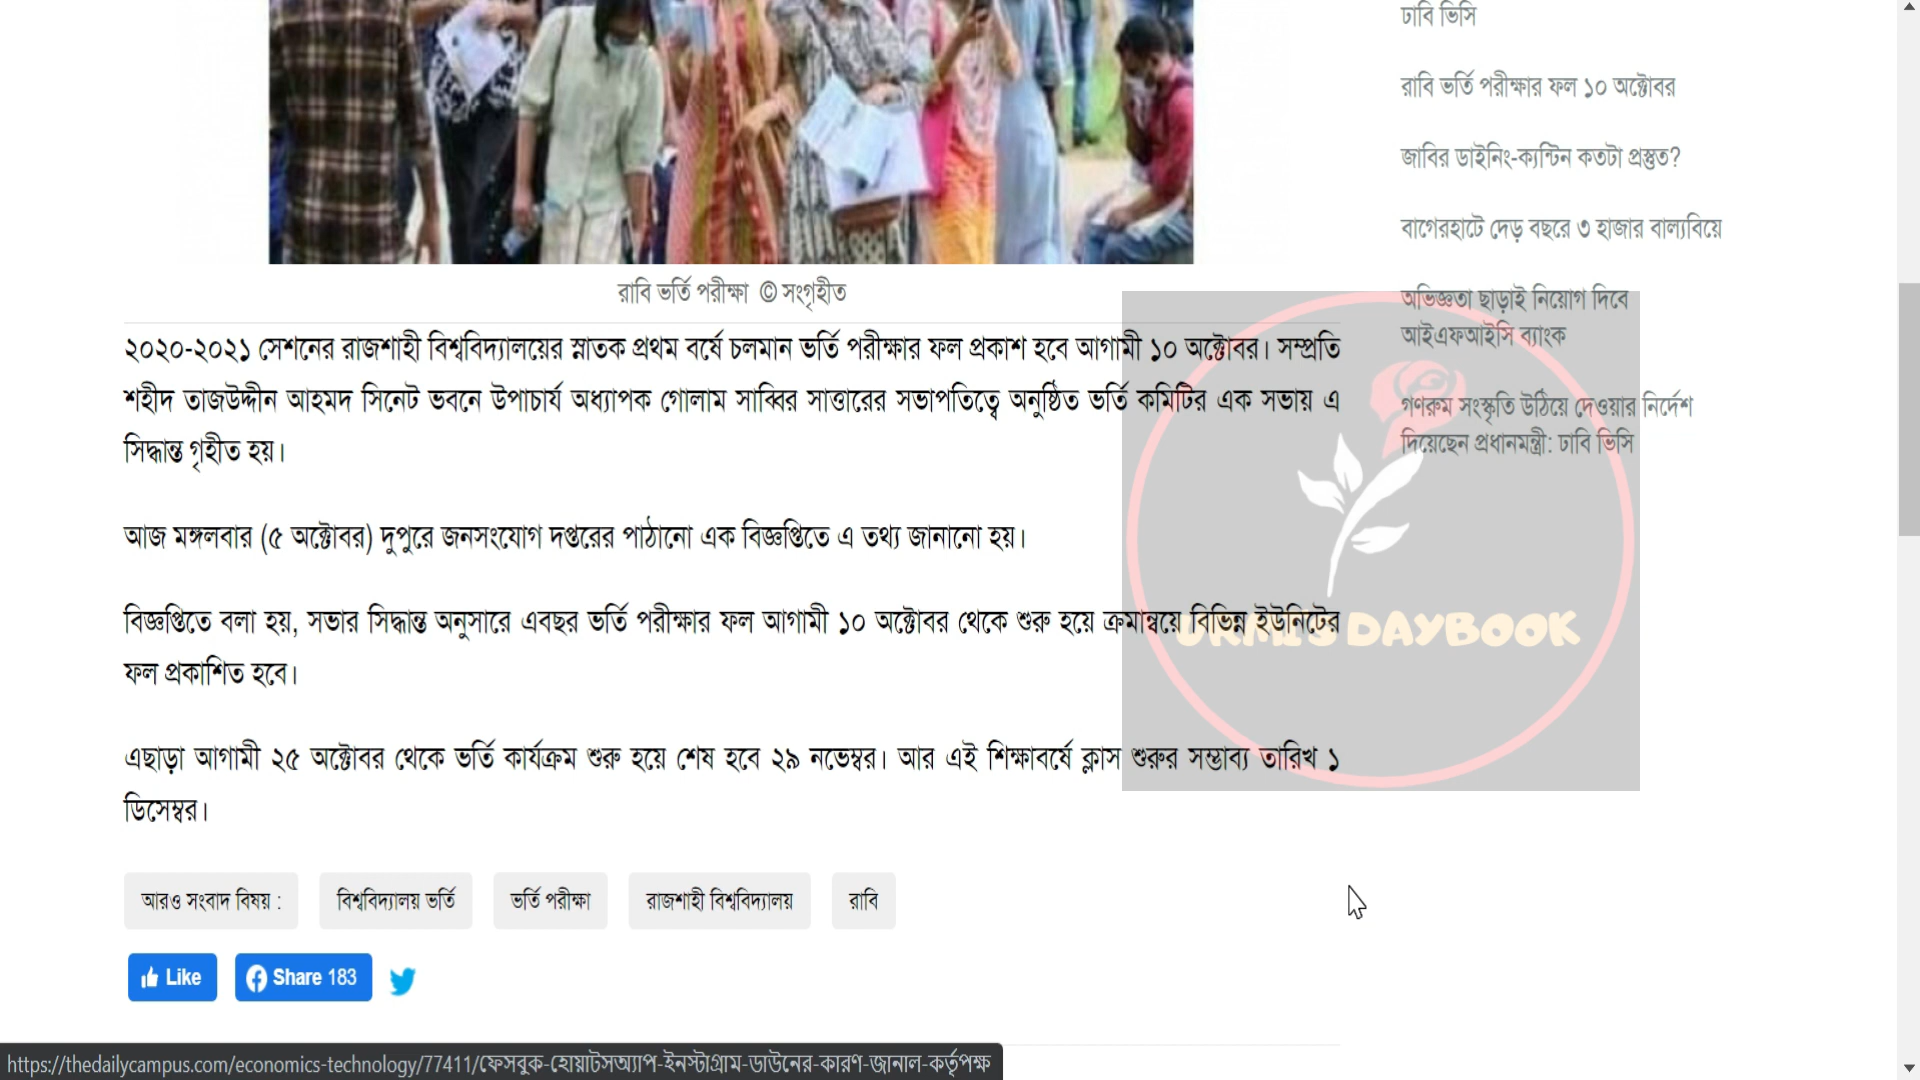 রাবি ভর্তি পরীক্ষা © সংগৃহীত
২০২০-২০২১ সেশনের রাজশাহী বিশ্ববিদ্যালয়ের স্নাতক প্রথম বর্ষে চলমান ভর্তি পরীক্ষার ফল প্রকাশ হবে আগামী ১০ অক্টোবর। সম্প্রতি
শহীদ তাজউদ্দীন আহমদ সিনেট ভবনে উপাচার্য অধ্যাপক গোলাম সাব্বির সাত্তারের সভাপতিত্বে অনুষ্ঠিত ভর্তি কমিটির এক সভায় এ
সিদ্ধান্ত গৃহীত হয়।
আজ মঙ্গলবার (৫ অক্টোবর) দুপুরে জনসংযোগ দপ্তরের পাঠানো এক বিজ্ঞপ্তিতে এ তথ্য জানানো হয়।
বিজ্ঞপ্তিতে বলা হয়, সভার সিদ্ধান্ত অনুসারে এবছর ভর্তি পরীক্ষার ফল আগামী ১০ অক্টোবর থেকে শুরু হয়ে ক্রমান্বয়ে বিভিন্ন ইউনিটের
ফল প্রকাশিত হবে।
এছাড়া আগামী ২৫ অক্টোবর থেকে ভর্তি কার্যক্রম শুরু হয়ে শেষ হবে ২৯ নভেম্বর। আর এই শিক্ষাবর্ষে ক্লাস শুরুর সম্ভাব্য তারিখ ১
ডিসেম্বর।
আরও সংবাদ বিষয় : বিশ্ববিদ্যালয় ভর্তি ভর্তি পরীক্ষা রাজশাহী বিশ্ববিদ্যালয় রাবি
Like Share 183
ঢাবি ভিসি
রাবি ভর্তি পরীক্ষার ফল ১০ অক্টোবর
জাবির ডাইনিং-ক্যন্টিন কতটা প্রস্তুত?
বাগেরহাটে দেড় বছরে ৩ হাজার বাল্যবিয়ে
অভিজ্ঞতা ছাড়াই নিয়োগ দিবে
আইএফআইসি ব্যাংক
গণরুম সংস্কৃতি উঠিয়ে দেওয়ার নির্দেশ
দিয়েছেন প্রধানমন্ত্রী: ঢাবি ভিসি
URMI'S DAYBOOK
https://thedailycampus.com/economics-technology/77411/ফেসবুক-হোয়াটসঅ্যাপ-ইনস্টাগ্রাম-ডাউনের-কারণ-জানাল-কর্তৃপক্ষ